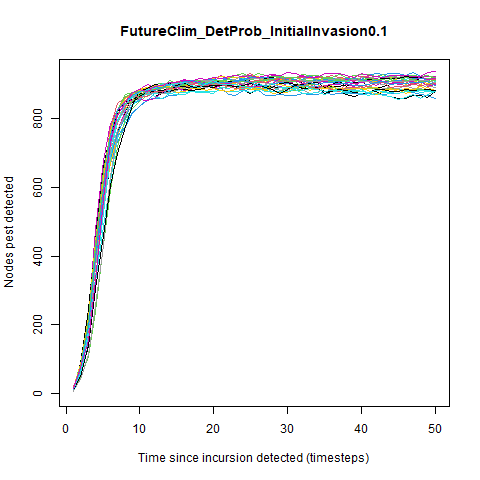 FutureClim_DetProb_InitialInvasion0.1
Nodes pest detected
800
600
400
200
0
0 10 20 30 40 50
Time since incursion detected (timesteps)